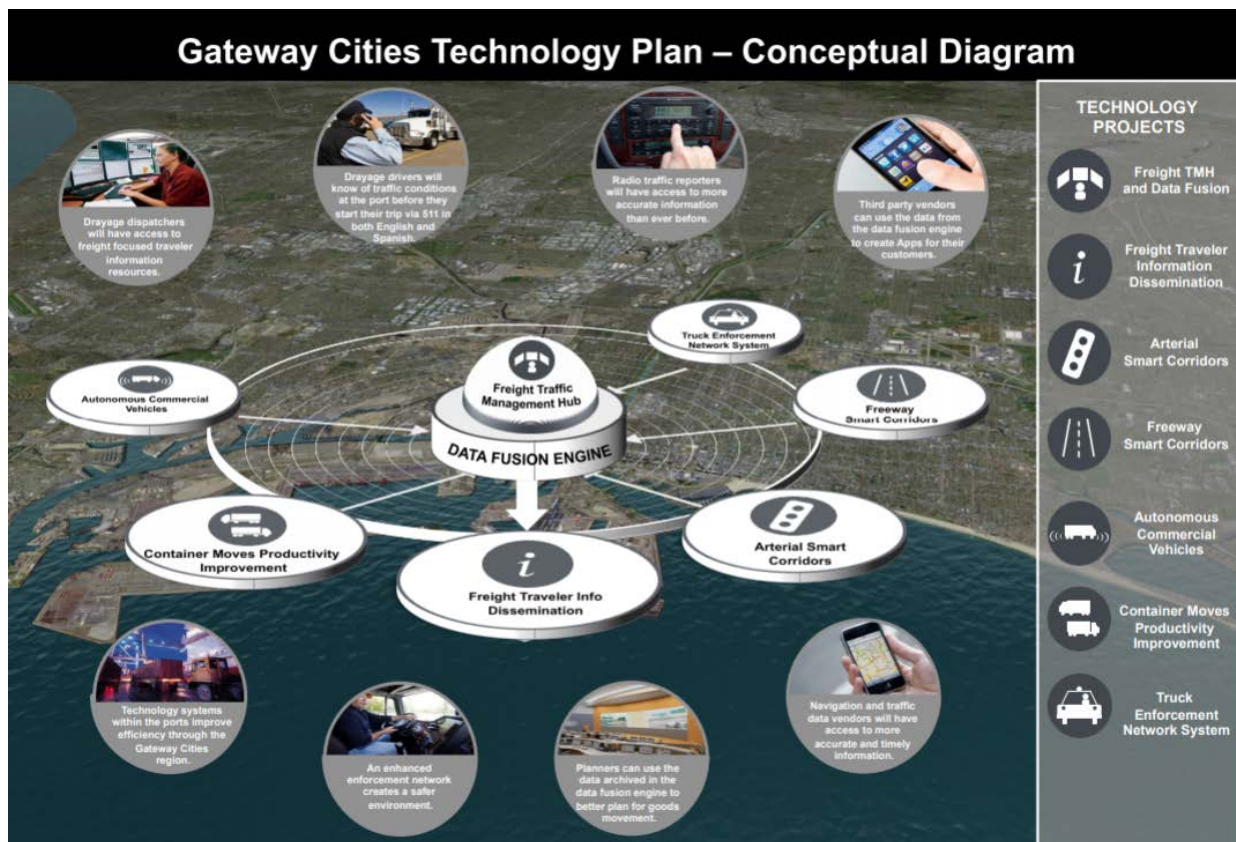 Gateway Cities Technology Plan – Conceptual Diagram
Drayage dispatchers
will have access to
freight focused traveler
information
resources.
Drayage drivers will
know of traffic conditions
at the port before they
start their trip via 511 in
both English and
Spanish.
Radio traffic reporters
will have access to more
accurate information
than ever before.
Third party vendors
can use the data from
the data fusion engine
to create Apps for their
customers.
Truck Enforcement
Network System
Freight Traffic
Management Hub
DATA FUSION ENGINE
Autonomous Commercial
Vehicles
Freeway
Smart Corridors
Container Moves Productivity
Improvement
Freight Traveler Info
Dissemination
Arterial Smart
Corridors
Technology systems
within the ports improve
efficiency through the
Gateway Cities
region.
An enhanced
enforcement network
creates a safer
environment.
Planners can use the
data archived in the
data fusion engine to
better plan for goods
movement.
Navigation and traffic
data vendors will have
access to more
accurate and timely
information.
TECHNOLOGY
PROJECTS
Freight TMH
and Data Fusion
Freight Traveler
Information
Dissemination
Arterial
Smart Corridors
Freeway
Smart Corridors
Autonomous
Commercial
Vehicles
Container Moves
Productivity
Improvement
Truck
Enforcement
Network System